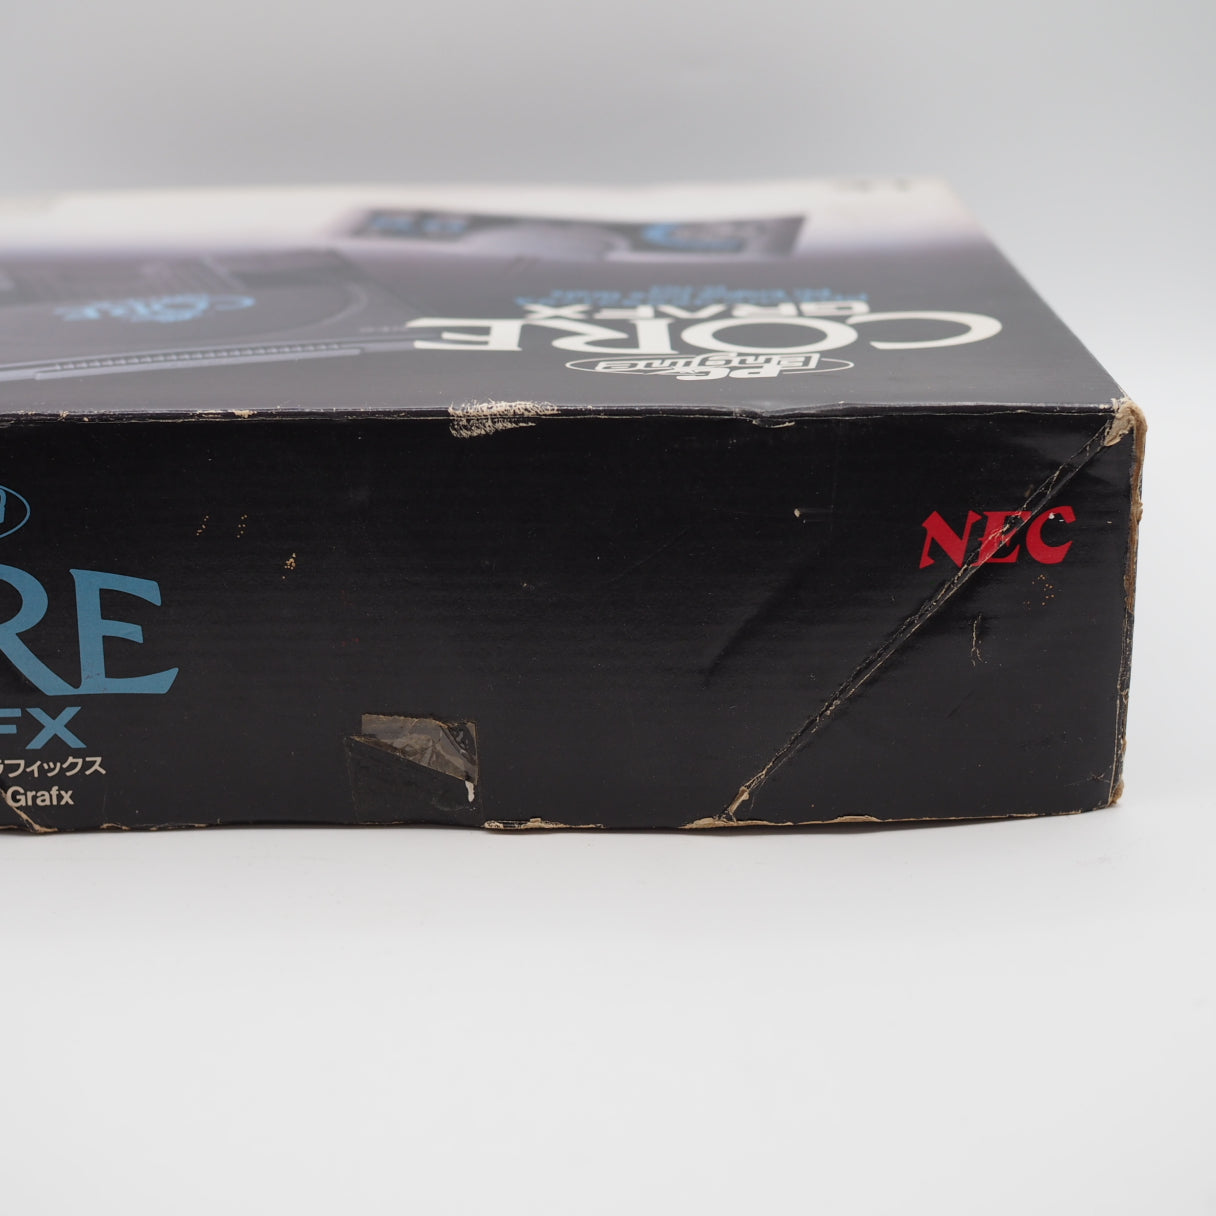 PC Engine
CORE
GRAFX
NEC
RE
FX
ラフィックス
Grafx